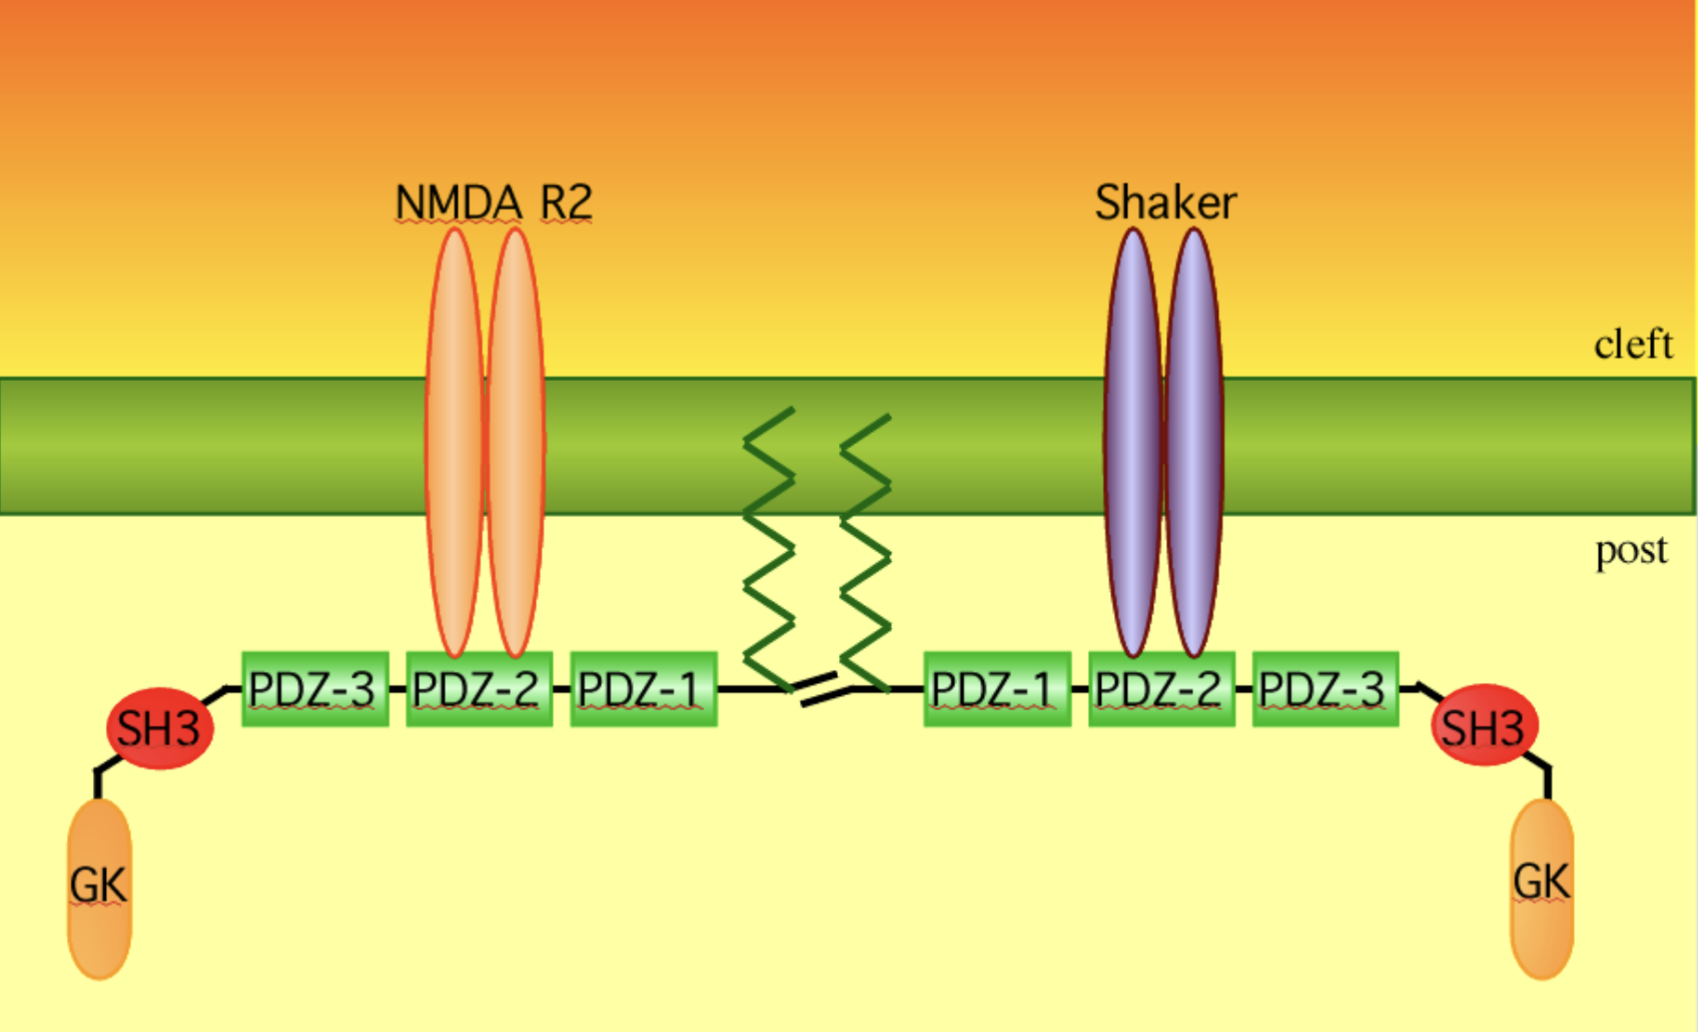 NMDA R2
Shaker
cleft
post
PDZ-3 PDZ-2 PDZ-1 PDZ-1 PDZ-2 PDZ-3
SH3 SH3
GK GK